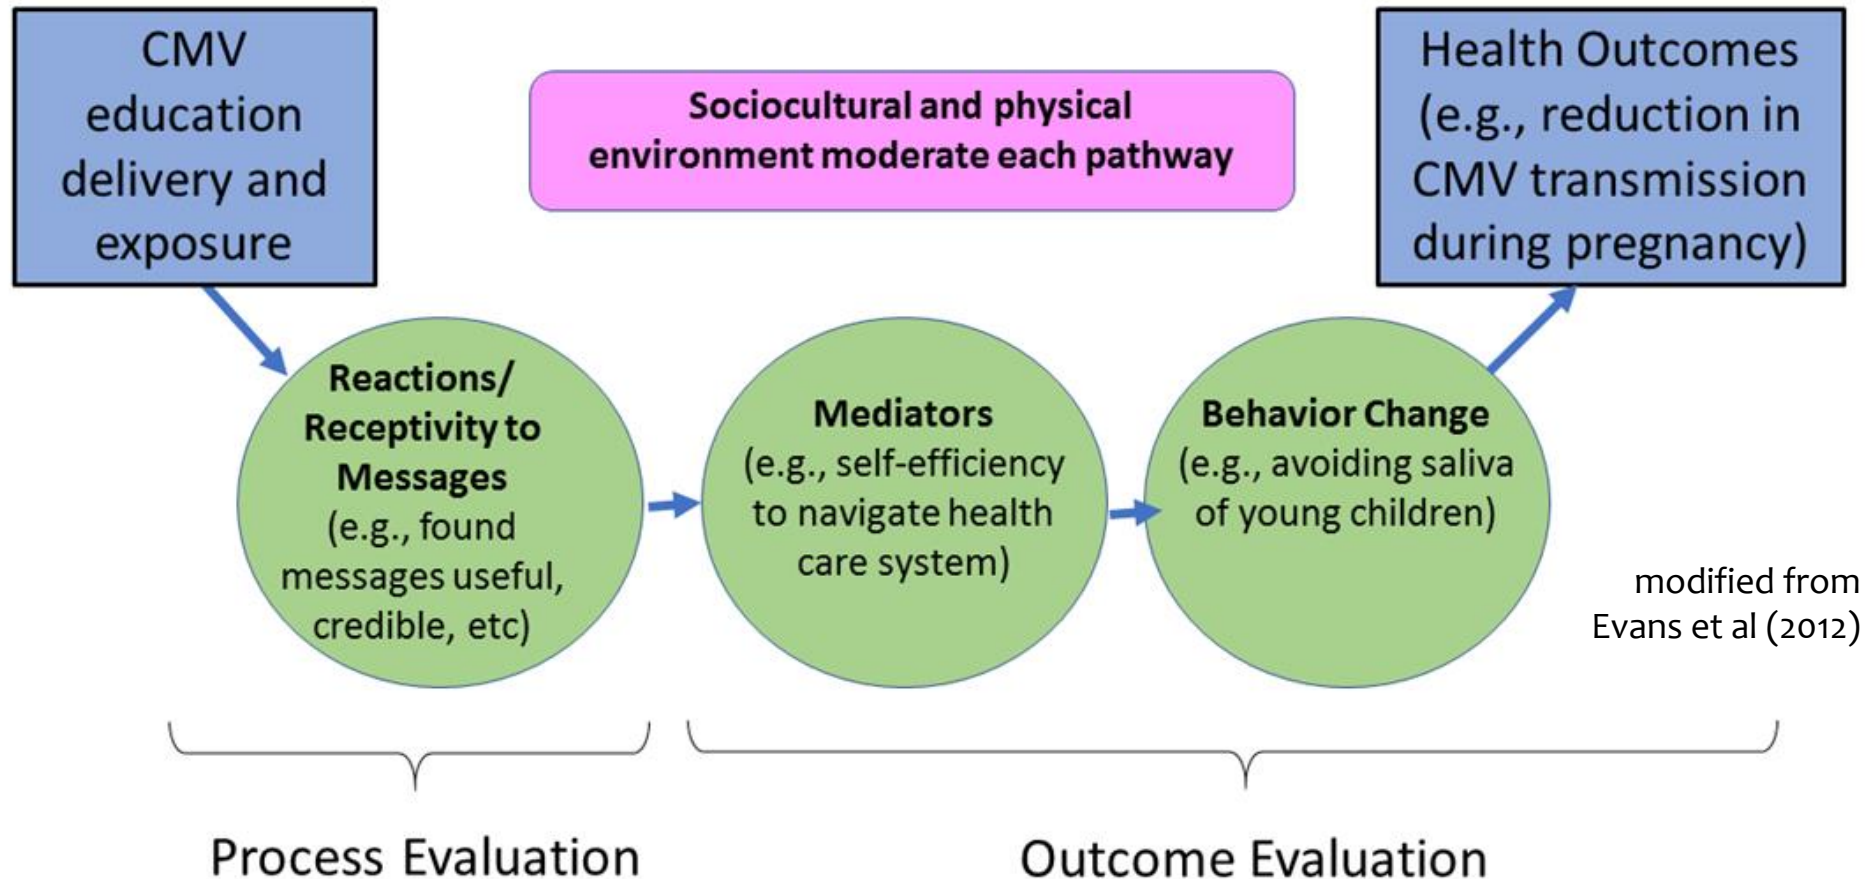 CMV
education
delivery and
exposure
Sociocultural and physical
environment moderate each pathway
Health Outcomes
(e.g., reduction in
CMV transmission
during pregnancy)
Reactions/
Receptivity to
Messages
(e.g., found
messages useful,
credible, etc)
Mediators
(e.g., self-efficiency
to navigate health
care system)
Behavior Change
(e.g., avoiding saliva
of young children)
modified from
Evans et al (2012)
Process Evaluation
Outcome Evaluation